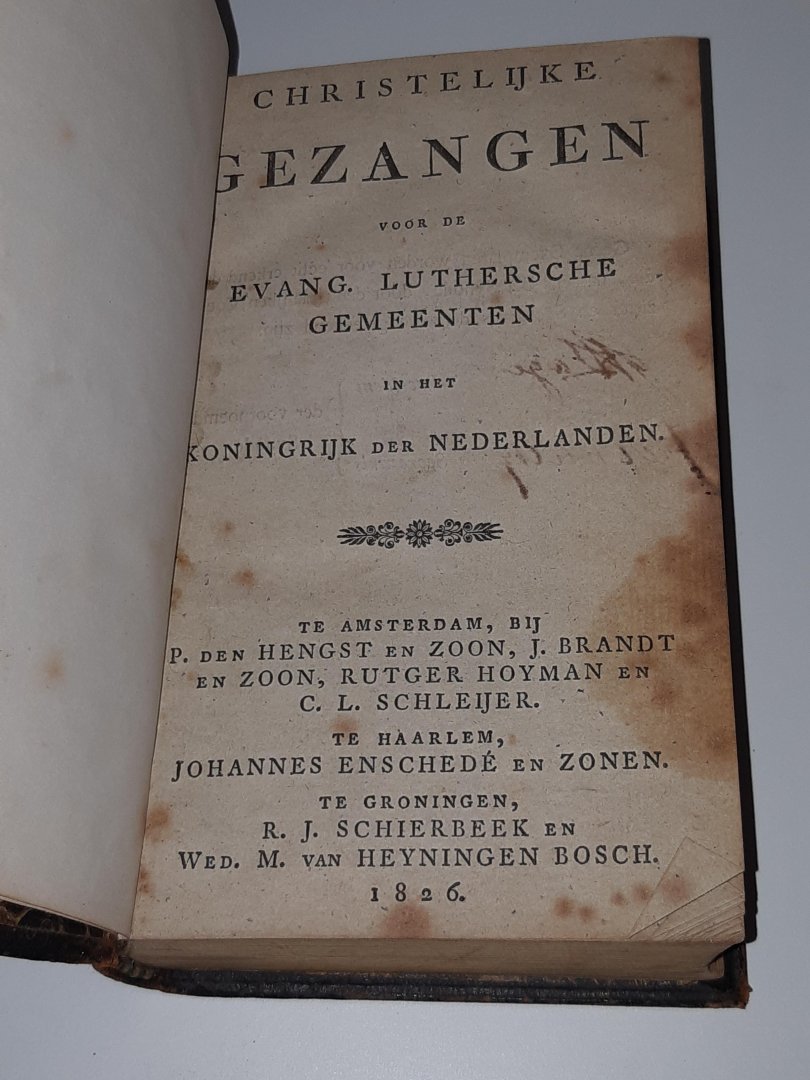 CHRISTELIJKE
GEZANGEN
VOOR DE
EVANG. LUTHERSCHE
GEMEENTEN
IN HET
KONINGRIJK DER NEDERLANDEN.
TE AMSTERDAM, BIJ
P. DEN HENGST EN ZOON, J. BRANDT
EN ZOON, RUTGER HOYMAN EN
C. L. SCHLEIJER.
TE HAARLEM,
JOHANNES ENSCHEDÉ EN ZONEN.
TE GRONINGEN,
R. J. SCHIERBEEK EN
WED. M. VAN HEYNINGEN BOSCH.
1826.